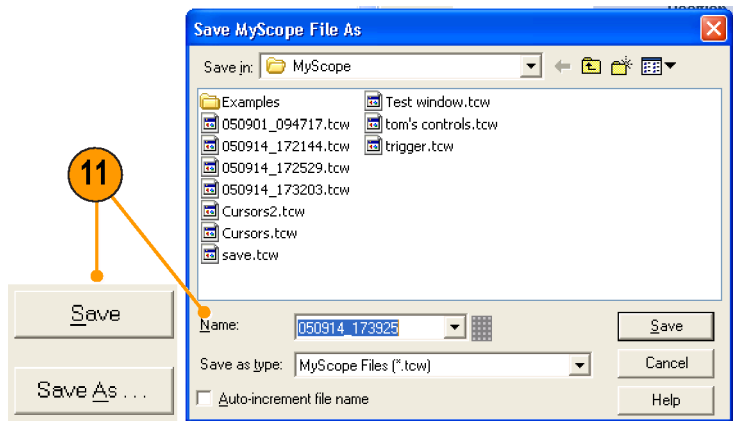 Save MyScope File As
Save in: MyScope
Examples
050901_094717.tcw
050914_172144.tcw
050914_172529.tcw
050914_173203.tcw
Cursors2.tcw
Cursors.tcw
save.tcw
Test window.tcw
tom's controls.tcw
trigger.tcw
11
Save
Save As ...
Name: 050914_173925
Save
Save as type: MyScope Files (*.tcw)
Cancel
Auto-increment file name
Help